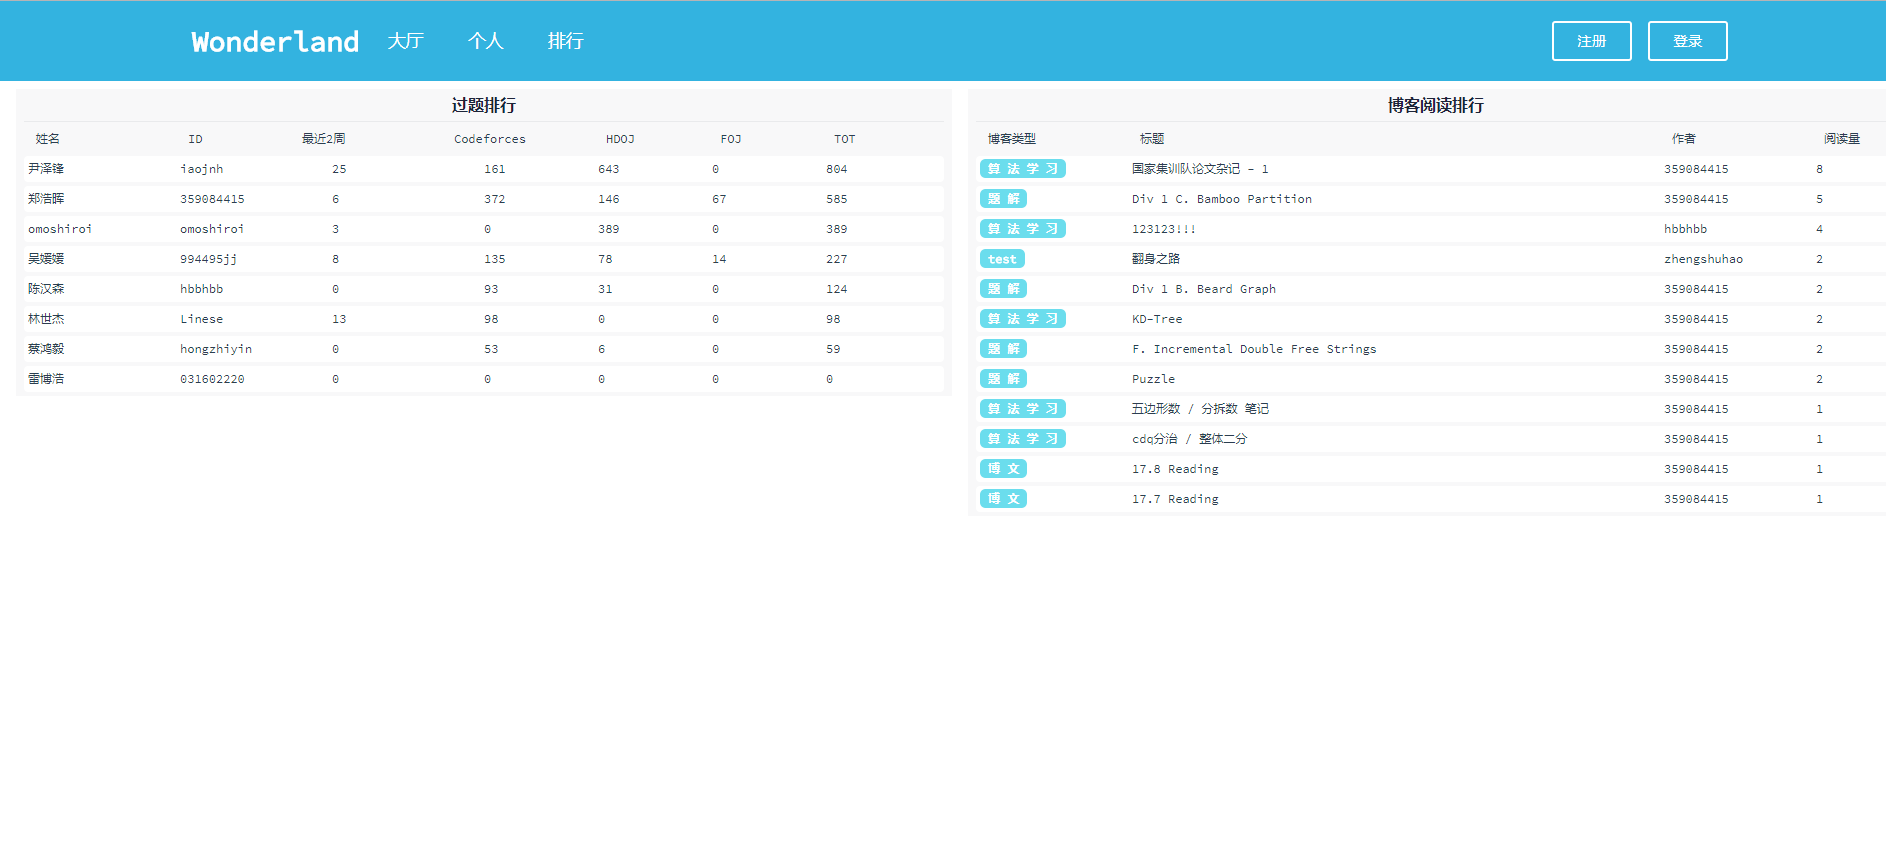 Wonderland 大厅 个人 排行 注册 登录
过题排行
姓名 ID 最近2周 Codeforces HDOJ FOJ TOT
尹泽锋 iaojnh 25 161 643 0 804
郑浩晖 359084415 6 372 146 67 585
omoshiroi omoshiroi 3 0 389 0 389
吴媛媛 994495jj 8 135 78 14 227
陈汉森 hbbhbb 0 93 31 0 124
林世杰 Linese 13 98 0 0 98
蔡鸿毅 hongzhiyin 0 53 6 0 59
雷博浩 031602220 0 0 0 0 0
博客阅读排行
博客类型 标题 作者 阅读量
算法学习 国家集训队论文杂记 - 1 359084415 8
题解 Div 1 C. Bamboo Partition 359084415 5
算法学习 123123!!! hbbhbb 4
test 翻身之路 zhengshuhao 2
题解 Div 1 B. Beard Graph 359084415 2
算法学习 KD-Tree 359084415 2
题解 F. Incremental Double Free Strings 359084415 2
题解 Puzzle 359084415 2
算法学习 五边形数 / 分拆数 笔记 359084415 1
算法学习 cdq分治 / 整体二分 359084415 1
博文 17.8 Reading 359084415 1
博文 17.7 Reading 359084415 1